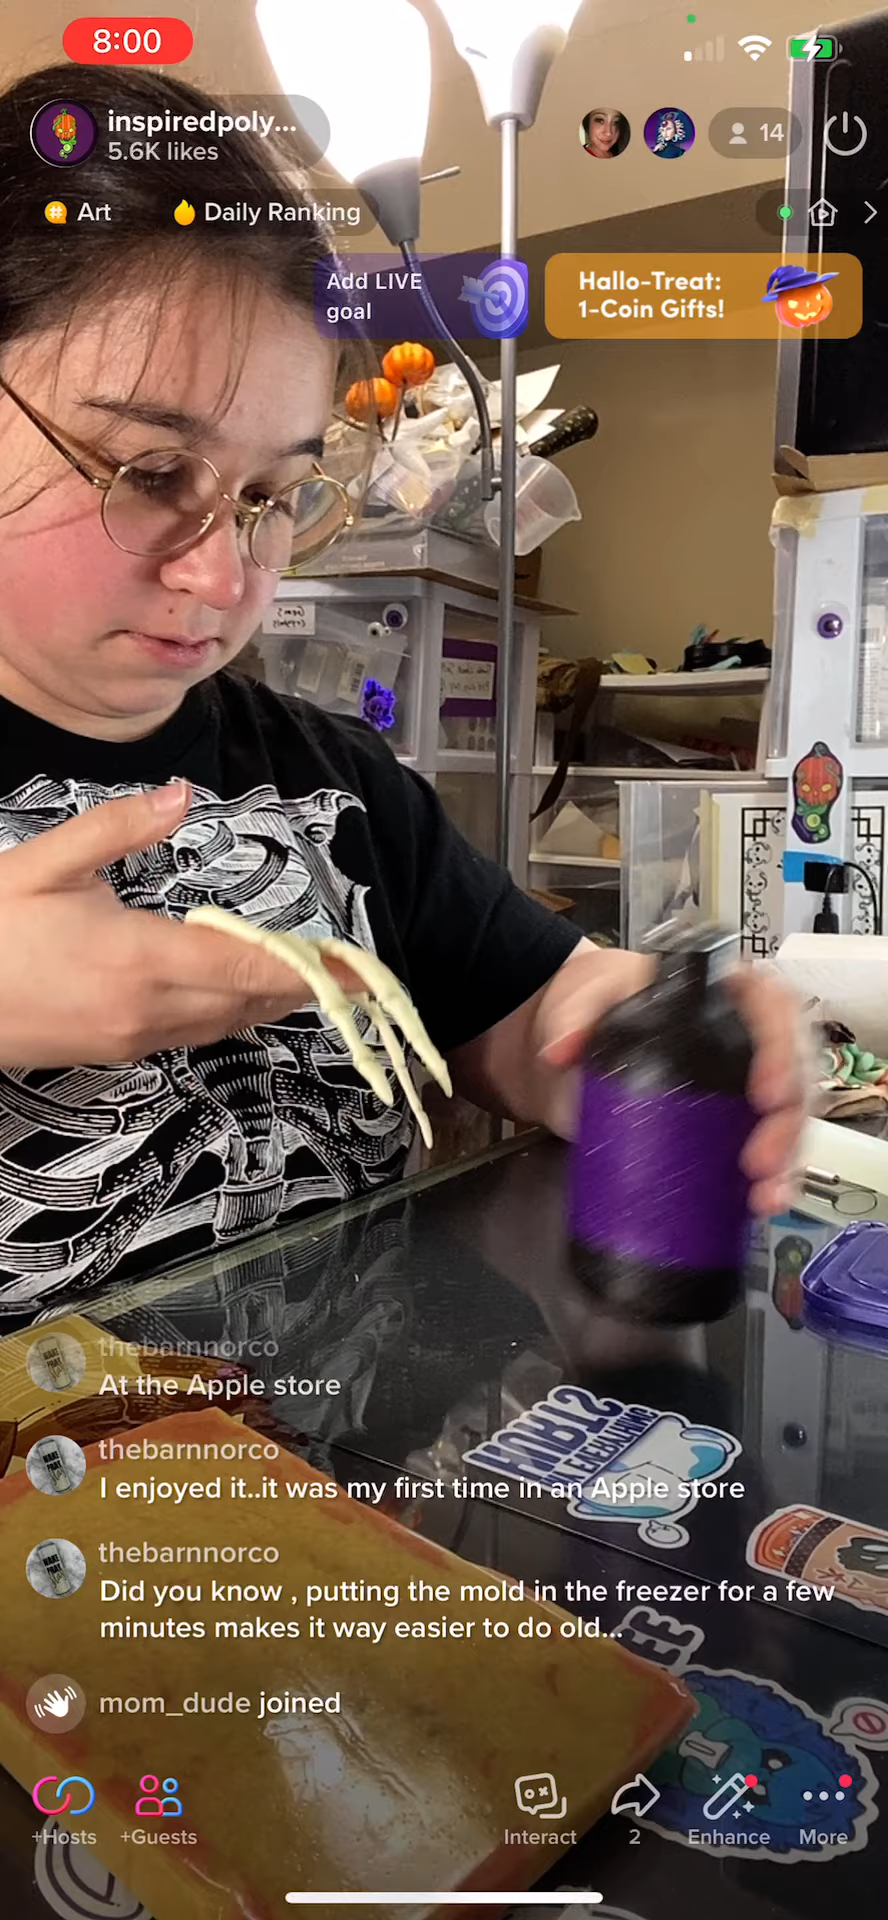 8:00
inspiredpoly...
5.6K likes
14
Art
Daily Ranking
Add LIVE
goal
Hallo-Treat:
1-Coin Gifts!
thebarnnorco
At the Apple store
thebarnnorco
I enjoyed it..it was my first time in an Apple store
thebarnnorco
Did you know , putting the mold in the freezer for a few
minutes makes it way easier to do old...
mom_dude joined
+Hosts
+Guests
Interact
2
Enhance
More